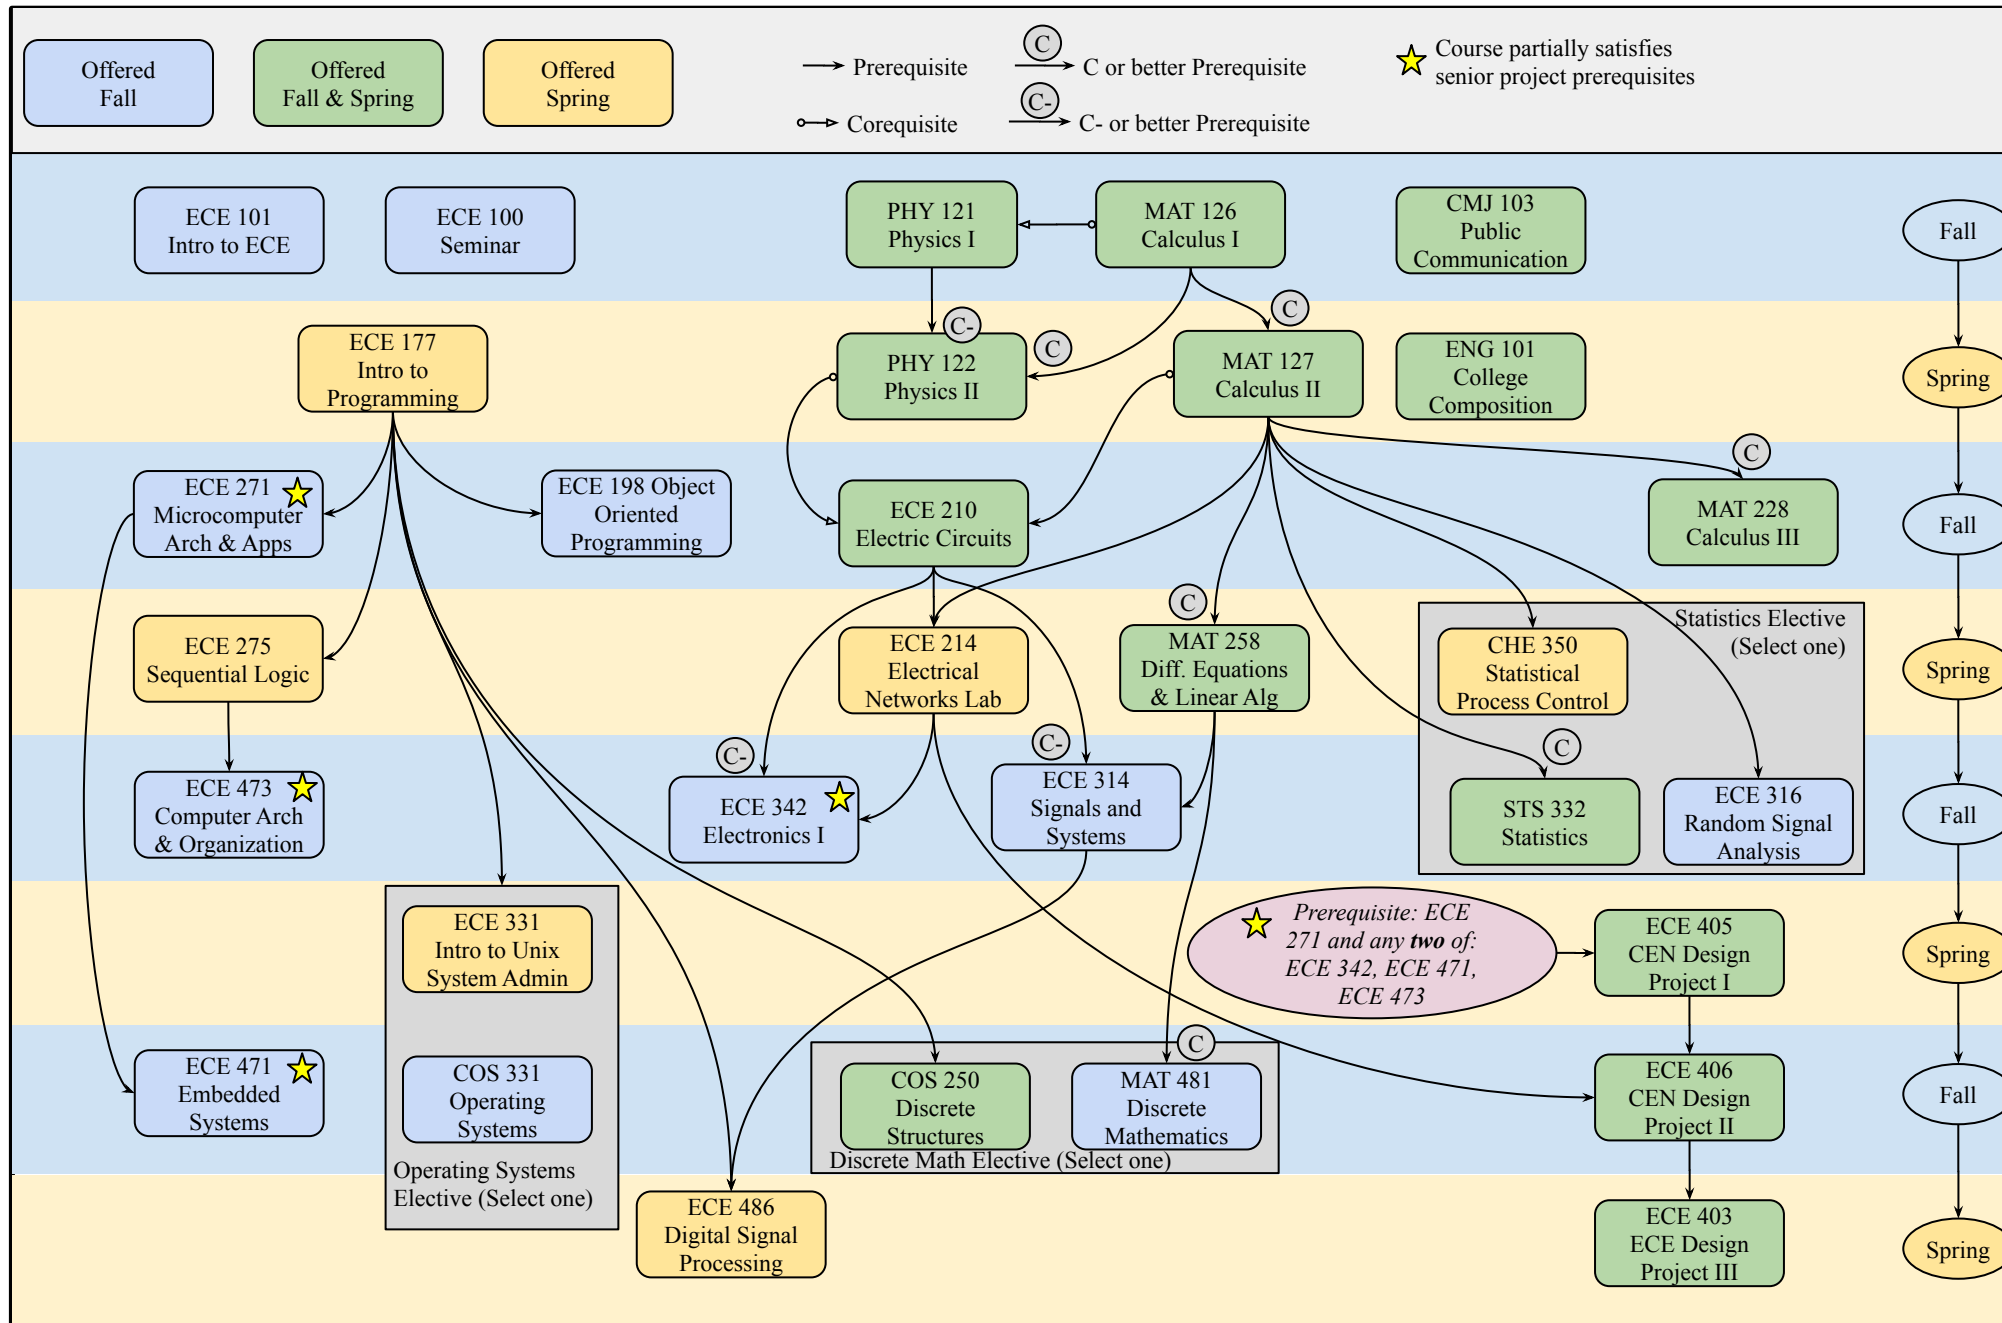 Offered
Fall
Offered
Fall & Spring
Offered
Spring
Prerequisite
C
C or better Prerequisite
Corequisite
C-
C- or better Prerequisite
Course partially satisfies
senior project prerequisites
ECE 101
Intro to ECE
ECE 100
Seminar
PHY 121
Physics I
MAT 126
Calculus I
CMJ 103
Public
Communication
Fall
ECE 177
Intro to
Programming
C-
PHY 122
Physics II
C
C
MAT 127
Calculus II
ENG 101
College
Composition
Spring
ECE 271
Microcomputer
Arch & Apps
ECE 198 Object
Oriented
Programming
ECE 210
Electric Circuits
C
MAT 228
Calculus III
Fall
ECE 275
Sequential Logic
ECE 214
Electrical
Networks Lab
C
MAT 258
Diff. Equations
& Linear Alg
Statistics Elective
(Select one)
CHE 350
Statistical
Process Control
Spring
ECE 473
Computer Arch
& Organization
C-
ECE 342
Electronics I
C-
ECE 314
Signals and
Systems
C
STS 332
Statistics
ECE 316
Random Signal
Analysis
Fall
ECE 331
Intro to Unix
System Admin
Prerequisite: ECE
271 and any two of:
ECE 342, ECE 471,
ECE 473
ECE 405
CEN Design
Project I
Spring
ECE 471
Embedded
Systems
COS 331
Operating
Systems
Operating Systems
Elective (Select one)
COS 250
Discrete
Structures
C
MAT 481
Discrete
Mathematics
Discrete Math Elective (Select one)
ECE 406
CEN Design
Project II
Fall
ECE 486
Digital Signal
Processing
ECE 403
ECE Design
Project III
Spring